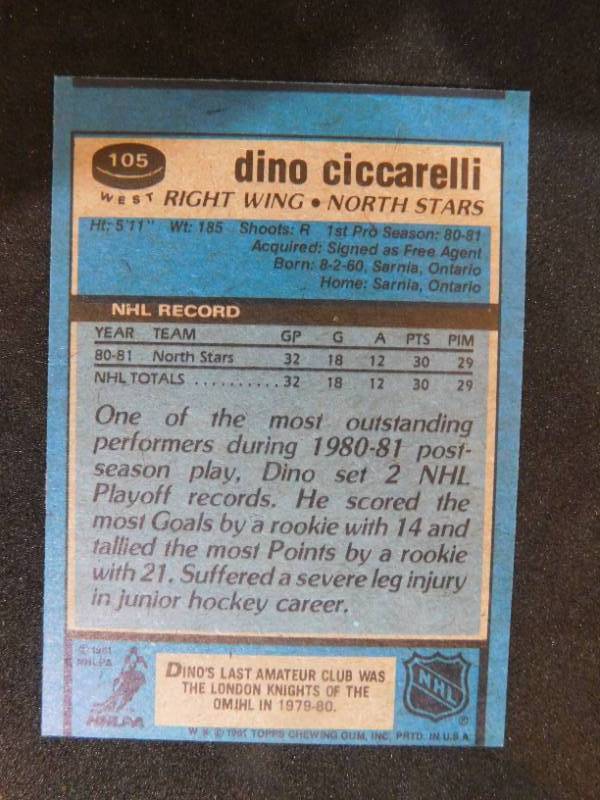 105
WEST
dino ciccarelli
RIGHT WING • NORTH STARS
Ht: 5'11" Wt: 185 Shoots: R 1st Pro Season: 80-81
Acquired: Signed as Free Agent
Born: 8-2-60, Sarnia, Ontario
Home: Sarnia, Ontario
NHL RECORD
YEAR TEAM GP G A PTS PIM
80-81 North Stars 32 18 12 30 29
NHL TOTALS .......... 32 18 12 30 29
One of the most outstanding
performers during 1980-81 post-
season play, Dino set 2 NHL
Playoff records. He scored the
most Goals by a rookie with 14 and
tallied the most Points by a rookie
with 21. Suffered a severe leg injury
in junior hockey career.
© 1981
NHLPA
NHLPA
DINO'S LAST AMATEUR CLUB WAS
THE LONDON KNIGHTS OF THE
OMJHL IN 1979-80.
NHL
®
© 1981 TOPPS CHEWING GUM, INC. PRTD. IN U.S.A.